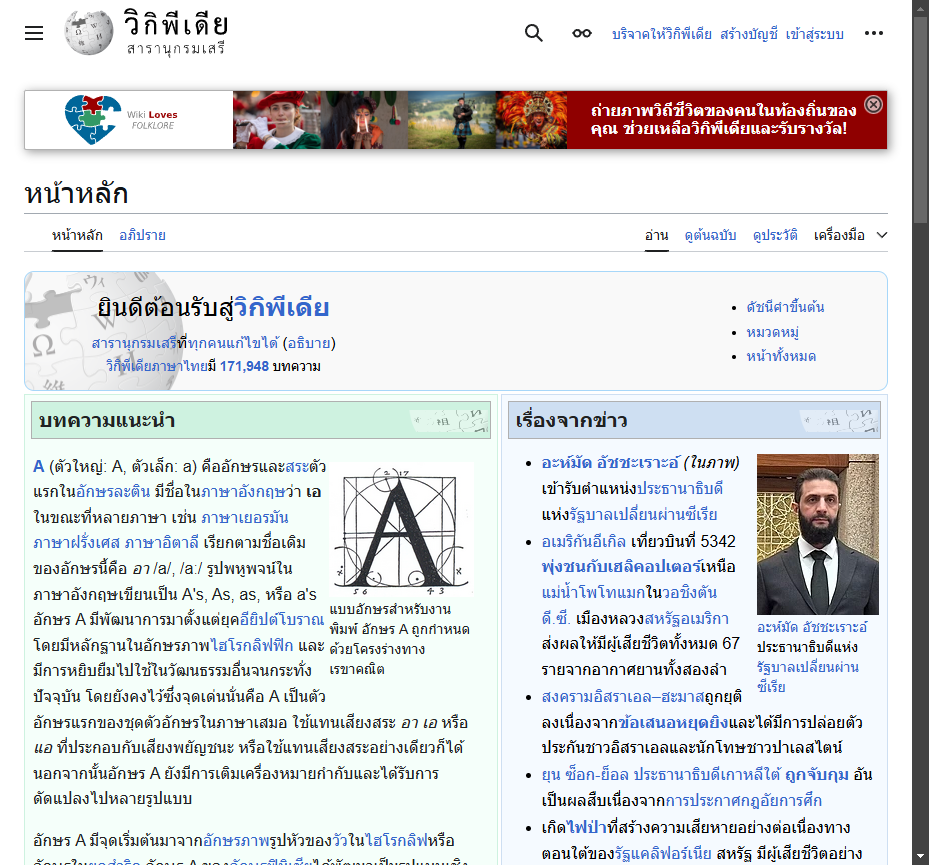 วิกิพีเดีย
สารานุกรมเสรี
บริจาคให้วิกิพีเดีย สร้างบัญชี เข้าสู่ระบบ
Wiki Loves
FOLKLORE
ถ่ายภาพวิถีชีวิตของคนในท้องถิ่นของ
คุณ ช่วยเหลือวิกิพีเดียและรับรางวัล!
หน้าหลัก
หน้าหลัก อภิปราย
อ่าน ดูต้นฉบับ ดูประวัติ เครื่องมือ
ยินดีต้อนรับสู่วิกิพีเดีย
สารานุกรมเสรีที่ทุกคนแก้ไขได้ (อธิบาย)
วิกิพีเดียภาษาไทยมี 171,948 บทความ
ดัชนีคำขึ้นต้น
หมวดหมู่
หน้าทั้งหมด
บทความแนะนำ
A (ตัวใหญ่: A, ตัวเล็ก: a) คืออักษรและสระตัว
แรกในอักษรละติน มีชื่อในภาษาอังกฤษว่า เอ
ในขณะที่หลายภาษา เช่น ภาษาเยอรมัน
ภาษาฝรั่งเศส ภาษาอิตาลี เรียกตามชื่อเดิม
ของอักษรนี้คือ อา /a/, /aː/ รูปพหูพจน์ใน
ภาษาอังกฤษเขียนเป็น A's, As, as, หรือ a's
อักษร A มีพัฒนาการมาตั้งแต่ยุคอียิปต์โบราณ
โดยมีหลักฐานในอักษรภาพไฮโรกลิฟฟิก และ
มีการหยิบยืมไปใช้ในวัฒนธรรมอื่นจนกระทั่ง
ปัจจุบัน โดยยังคงไว้ซึ่งจุดเด่นนั่นคือ A เป็นตัว
อักษรแรกของชุดตัวอักษรในภาษาเสมอ ใช้แทนเสียงสระ อา เอ หรือ
แอ ที่ประกอบกับเสียงพยัญชนะ หรือใช้แทนเสียงสระอย่างเดียวก็ได้
นอกจากนั้นอักษร A ยังมีการเติมเครื่องหมายกำกับและได้รับการ
ดัดแปลงไปหลายรูปแบบ
แบบอักษรสำหรับงาน
พิมพ์ อักษร A ถูกกำหนด
ด้วยโครงร่างทาง
เรขาคณิต
อักษร A มีจุดเริ่มต้นมาจากอักษรภาพรูปหัวของวัวในไฮโรกลิฟหรือ
เรื่องจากข่าว
อะห์มัด อัชชะเราะอ์ (ในภาพ)
เข้ารับตำแหน่งประธานาธิบดี
แห่งรัฐบาลเปลี่ยนผ่านซีเรีย
อเมริกันอีเกิล เที่ยวบินที่ 5342
พุ่งชนกับเฮลิคอปเตอร์เหนือ
แม่น้ำโพโทแมกในวอชิงตัน
ดี.ซี. เมืองหลวงสหรัฐอเมริกา
ส่งผลให้มีผู้เสียชีวิตทั้งหมด 67
รายจากอากาศยานทั้งสองลำ
อะห์มัด อัชชะเราะอ์
ประธานาธิบดีแห่ง
รัฐบาลเปลี่ยนผ่าน
ซีเรีย
สงครามอิสราเอล–ฮะมาสถูกยุติ
ลงเนื่องจากข้อเสนอหยุดยิงและได้มีการปล่อยตัว
ประกันชาวอิสราเอลและนักโทษชาวปาเลสไตน์
ยุน ซ็อก-ย็อล ประธานาธิบดีเกาหลีใต้ ถูกจับกุม อัน
เป็นผลสืบเนื่องจากการประกาศกฎอัยการศึก
เกิดไฟป่าที่สร้างความเสียหายอย่างต่อเนื่องทาง
ตอนใต้ของรัฐแคลิฟอร์เนีย สหรัฐ มีผู้เสียชีวิตอย่าง